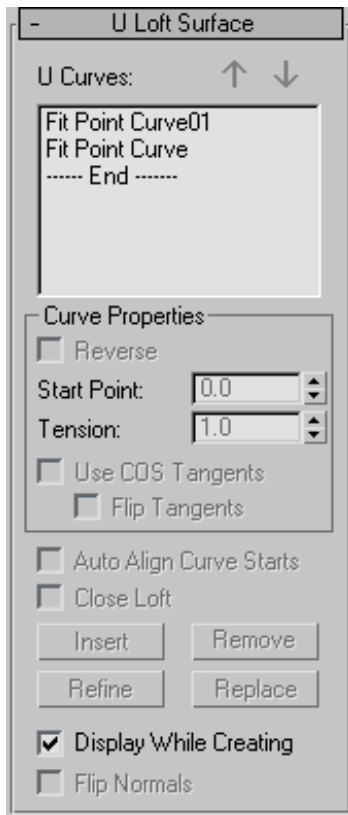 - U Loft Surface
U Curves:
Fit Point Curve01
Fit Point Curve
------ End -------
Curve Properties
Reverse
Start Point: 0.0
Tension: 1.0
Use COS Tangents
Flip Tangents
Auto Align Curve Starts
Close Loft
Insert Remove
Refine Replace
Display While Creating
Flip Normals